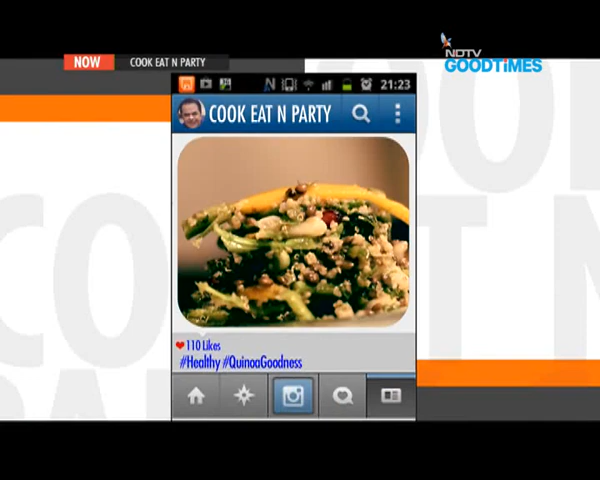 NDTV
GOODTiMES
NOW COOK EAT N PARTY
N 21:23
COOK EAT N PARTY
110 Likes
#Healthy #QuinoaGoodness